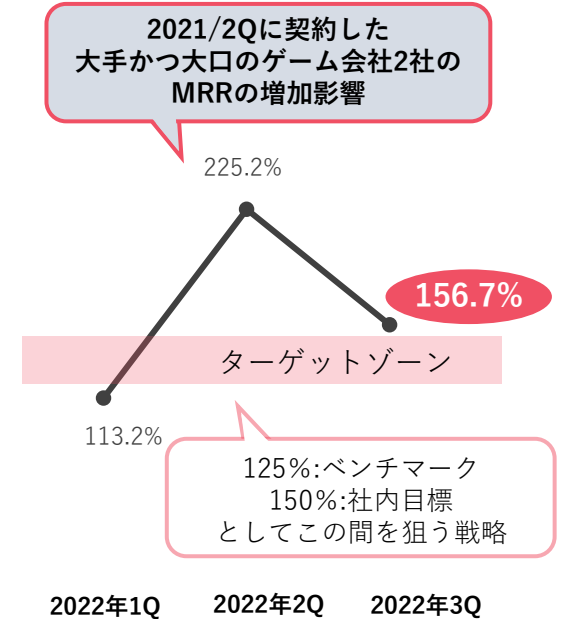 2021/2Qに契約した
大手かつ大口のゲーム会社2社の
MRRの増加影響
225.2%
156.7%
ターゲットゾーン
113.2%
125%:ベンチマーク
150%:社内目標
としてこの間を狙う戦略
2022年1Q 2022年2Q 2022年3Q